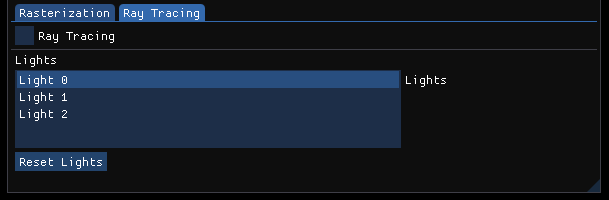 Rasterization Ray Tracing
Ray Tracing
Lights
Light 0 Lights
Light 1
Light 2
Reset Lights